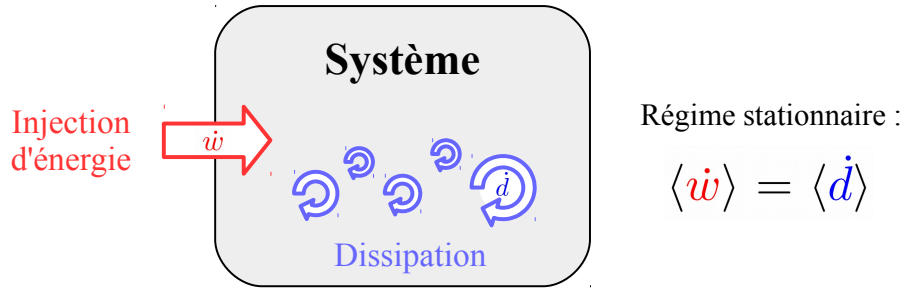 Système
Injection
d'énergie
ẇ
ḋ
Dissipation
Régime stationnaire :
⟨ẇ⟩ = ⟨ḋ⟩